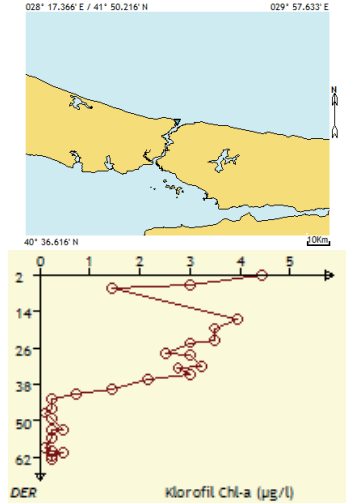 028° 17.366' E / 41° 50.216' N 029° 57.633' E
N
40° 36.616' N 10Km
0 1 2 3 4 5
2
14
26
38
50
62
DER Klorofil Chl-a (µg/l)